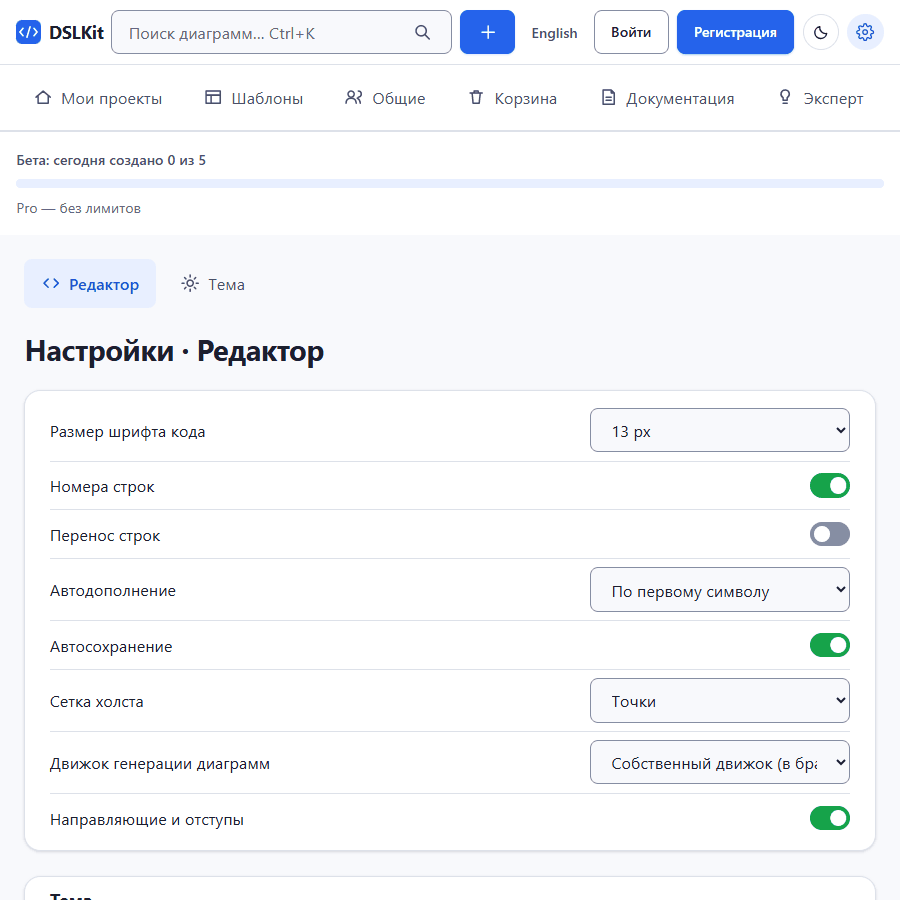 DSLKit
Поиск диаграмм... Ctrl+K
English
Войти
Регистрация
Мои проекты
Шаблоны
Общие
Корзина
Документация
Эксперт
Бета: сегодня создано 0 из 5
Pro — без лимитов
Редактор
Тема
Настройки · Редактор
Размер шрифта кода
13 px
Номера строк
Перенос строк
Автодополнение
По первому символу
Автосохранение
Сетка холста
Точки
Движок генерации диаграмм
Собственный движок (в бра
Направляющие и отступы
Тема